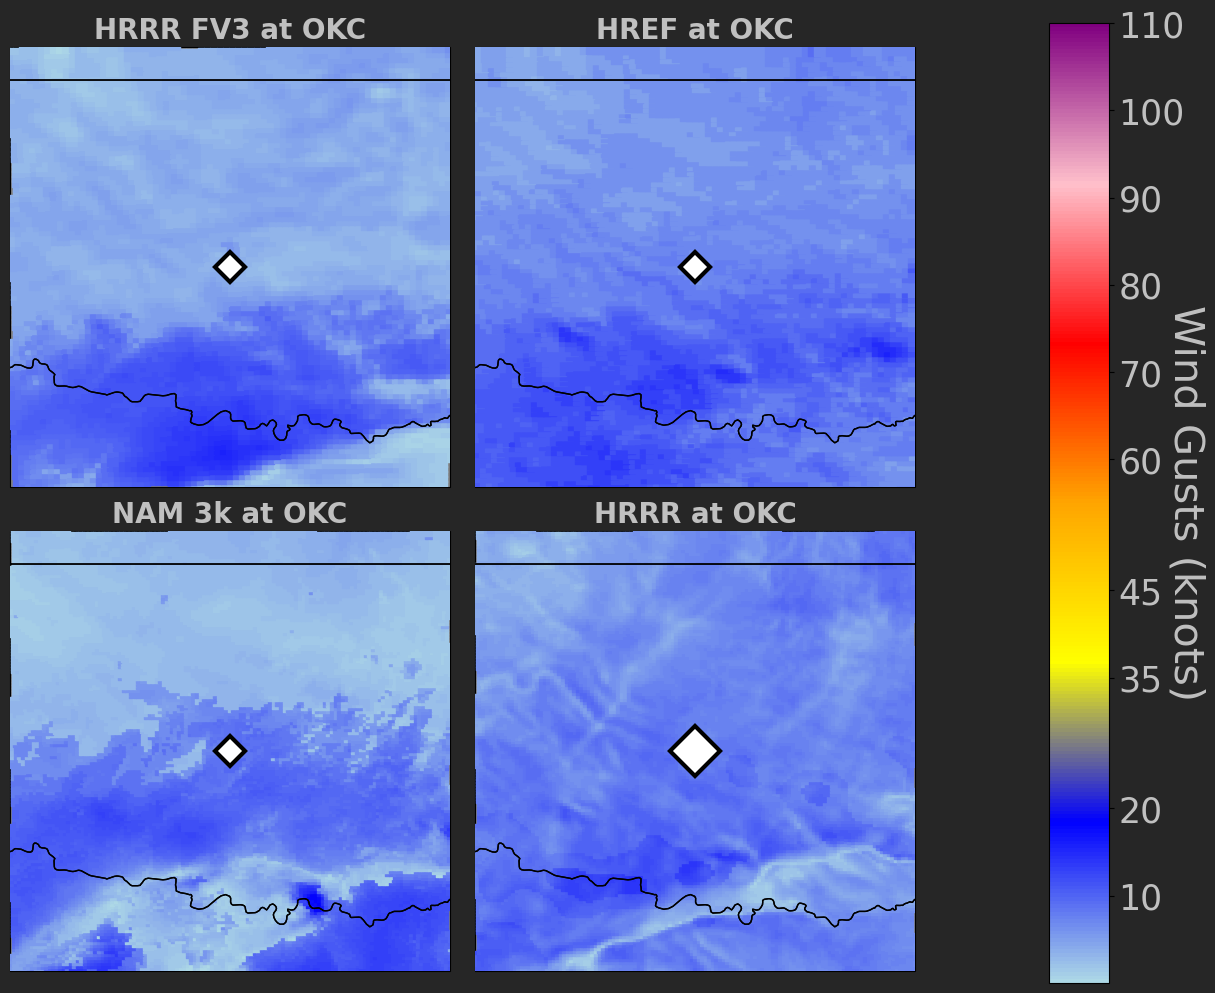 HRRR FV3 at OKC
HREF at OKC
NAM 3k at OKC
HRRR at OKC
110
100
90
80
70
60
45
35
20
10
Wind Gusts (knots)